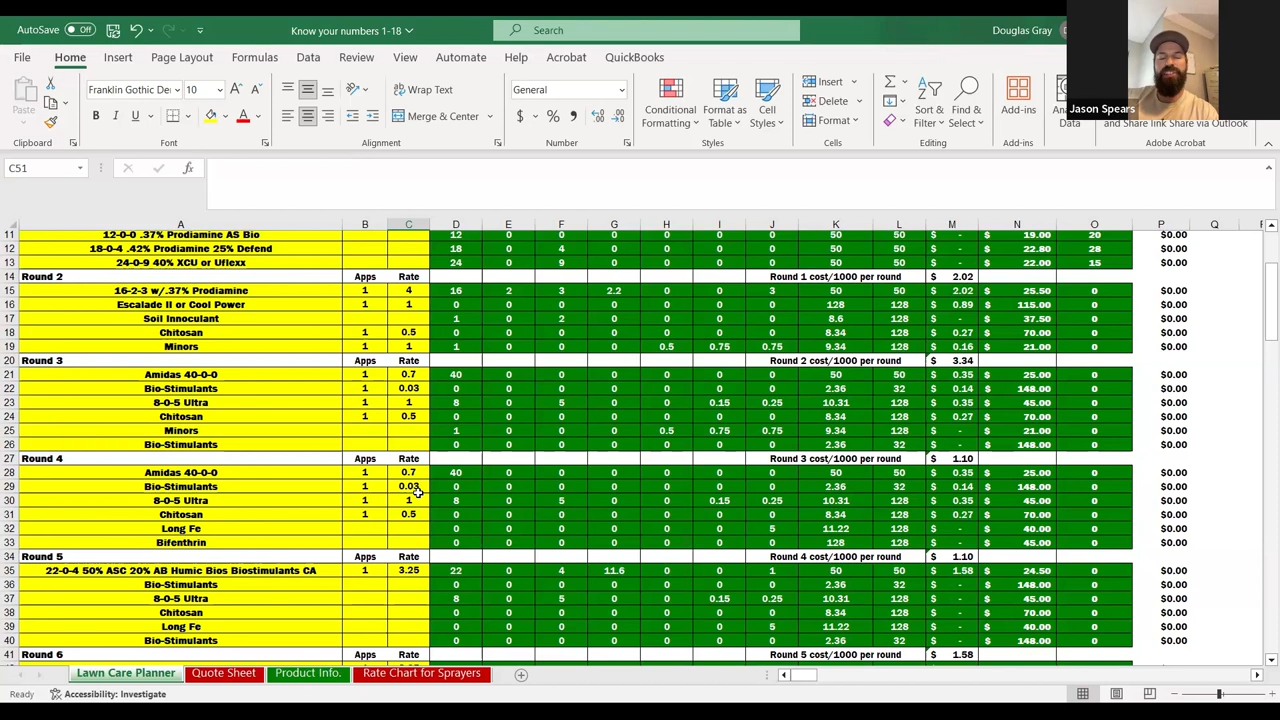 AutoSave Off Know your numbers 1-18 Search Douglas Gray
File Home Insert Page Layout Formulas Data Review View Automate Help Acrobat QuickBooks
Paste Franklin Gothic De 10 Wrap Text General Conditional Formatting Format as Table Cell Styles Insert Sort & Filter Find & Select Add-ins
B I U Merge & Center $ % Delete Format Data and Share link Share via Outlook
Jason Spears
Clipboard Font Alignment Number Styles Cells Editing Add-ins Adobe Acrobat
C51 fx
A B C D E F G H I J K L M N O P Q
11 12-0-0 .37% Prodiamine AS Bio 12 0 0 0 0 0 0 50 50 $ - $ 19.00 20 $0.00
12 18-0-4 .42% Prodiamine 25% Defend 18 0 4 0 0 0 0 50 50 $ - $ 22.80 28 $0.00
13 24-0-9 40% XCU or Uflexx 24 0 9 0 0 0 0 50 50 $ - $ 22.00 15 $0.00
14 Round 2 Apps Rate Round 1 cost/1000 per round $ 2.02
15 16-2-3 w/.37% Prodiamine 1 4 16 2 3 2.2 0 0 3 50 50 $ 2.02 $ 25.50 0 $0.00
16 Escalade II or Cool Power 1 1 0 0 0 0 0 0 0 128 128 $ 0.89 $ 115.00 0 $0.00
17 Soil Innoculant 1 0 2 0 0 0 0 8.6 128 $ - $ 37.50 0 $0.00
18 Chitosan 1 0.5 0 0 0 0 0 0 0 8.34 128 $ 0.27 $ 70.00 0 $0.00
19 Minors 1 1 1 0 0 0 0.5 0.75 0.75 9.34 128 $ 0.16 $ 21.00 0 $0.00
20 Round 3 Apps Rate Round 2 cost/1000 per round $ 3.34
21 Amidas 40-0-0 1 0.7 40 0 0 0 0 0 0 50 50 $ 0.35 $ 25.00 0 $0.00
22 Bio-Stimulants 1 0.03 0 0 0 0 0 0 0 2.36 32 $ 0.14 $ 148.00 0 $0.00
23 8-0-5 Ultra 1 1 8 0 5 0 0 0.15 0.25 10.31 128 $ 0.35 $ 45.00 0 $0.00
24 Chitosan 1 0.5 0 0 0 0 0 0 0 8.34 128 $ 0.27 $ 70.00 0 $0.00
25 Minors 1 0 0 0 0.5 0.75 0.75 9.34 128 $ - $ 21.00 0 $0.00
26 Bio-Stimulants 0 0 0 0 0 0 0 2.36 32 $ - $ 148.00 0 $0.00
27 Round 4 Apps Rate Round 3 cost/1000 per round $ 1.10
28 Amidas 40-0-0 1 0.7 40 0 0 0 0 0 0 50 50 $ 0.35 $ 25.00 0 $0.00
29 Bio-Stimulants 1 0.03 0 0 0 0 0 0 0 2.36 32 $ 0.14 $ 148.00 0 $0.00
30 8-0-5 Ultra 1 1 8 0 5 0 0 0.15 0.25 10.31 128 $ 0.35 $ 45.00 0 $0.00
31 Chitosan 1 0.5 0 0 0 0 0 0 0 8.34 128 $ 0.27 $ 70.00 0 $0.00
32 Long Fe 0 0 0 0 0 0 5 11.22 128 $ - $ 40.00 0 $0.00
33 Bifenthrin 0 0 0 0 0 0 0 128 128 $ - $ 45.00 0 $0.00
34 Round 5 Apps Rate Round 4 cost/1000 per round $ 1.10
35 22-0-4 50% ASC 20% AB Humic Bios Biostimulants CA 1 3.25 22 0 4 11.6 0 0 1 50 50 $ 1.58 $ 24.50 0 $0.00
36 Bio-Stimulants 0 0 0 0 0 0 0 2.36 32 $ - $ 148.00 0 $0.00
37 8-0-5 Ultra 8 0 5 0 0 0.15 0.25 10.31 128 $ - $ 45.00 0 $0.00
38 Chitosan 0 0 0 0 0 0 0 8.34 128 $ - $ 70.00 0 $0.00
39 Long Fe 0 0 0 0 0 0 5 11.22 128 $ - $ 40.00 0 $0.00
40 Bio-Stimulants 0 0 0 0 0 0 0 2.36 32 $ - $ 148.00 0 $0.00
41 Round 6 Apps Rate Round 5 cost/1000 per round $ 1.58
Lawn Care Planner Quote Sheet Product Info. Rate Chart for Sprayers
Ready Accessibility: Investigate